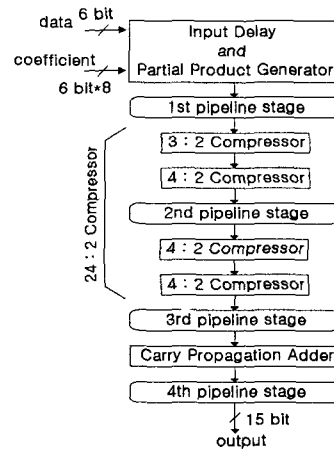 data 6 bit
coefficient
6 bit*8
Input Delay
and
Partial Product Generator
1st pipeline stage
3 : 2 Compressor
4 : 2 Compressor
2nd pipeline stage
4 : 2 Compressor
4 : 2 Compressor
24 : 2 Compressor
3rd pipeline stage
Carry Propagation Adder
4th pipeline stage
15 bit
output